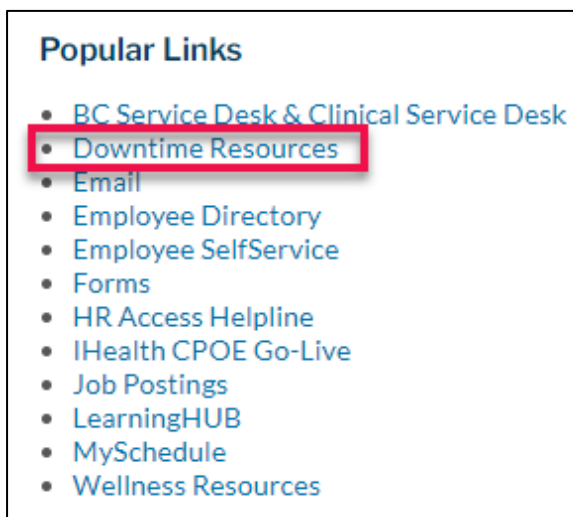 Popular Links
BC Service Desk & Clinical Service Desk
Downtime Resources
Email
Employee Directory
Employee SelfService
Forms
HR Access Helpline
IHealth CPOE Go-Live
Job Postings
LearningHUB
MySchedule
Wellness Resources